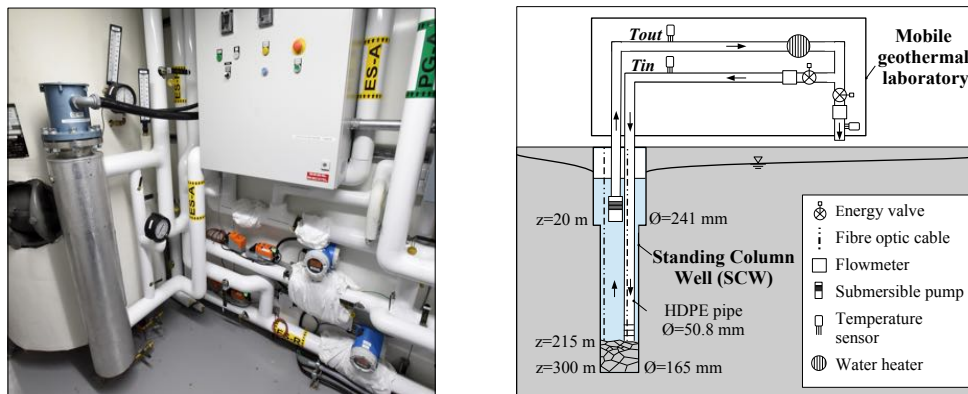 ES-A
PG-A
ES-A
ES-R
Tout
Tin
Mobile
geothermal
laboratory
z=20 m
Ø=241 mm
Standing Column
Well (SCW)
HDPE pipe
Ø=50.8 mm
z=215 m
z=300 m
Ø=165 mm
Energy valve
Fibre optic cable
Flowmeter
Submersible pump
Temperature
sensor
Water heater